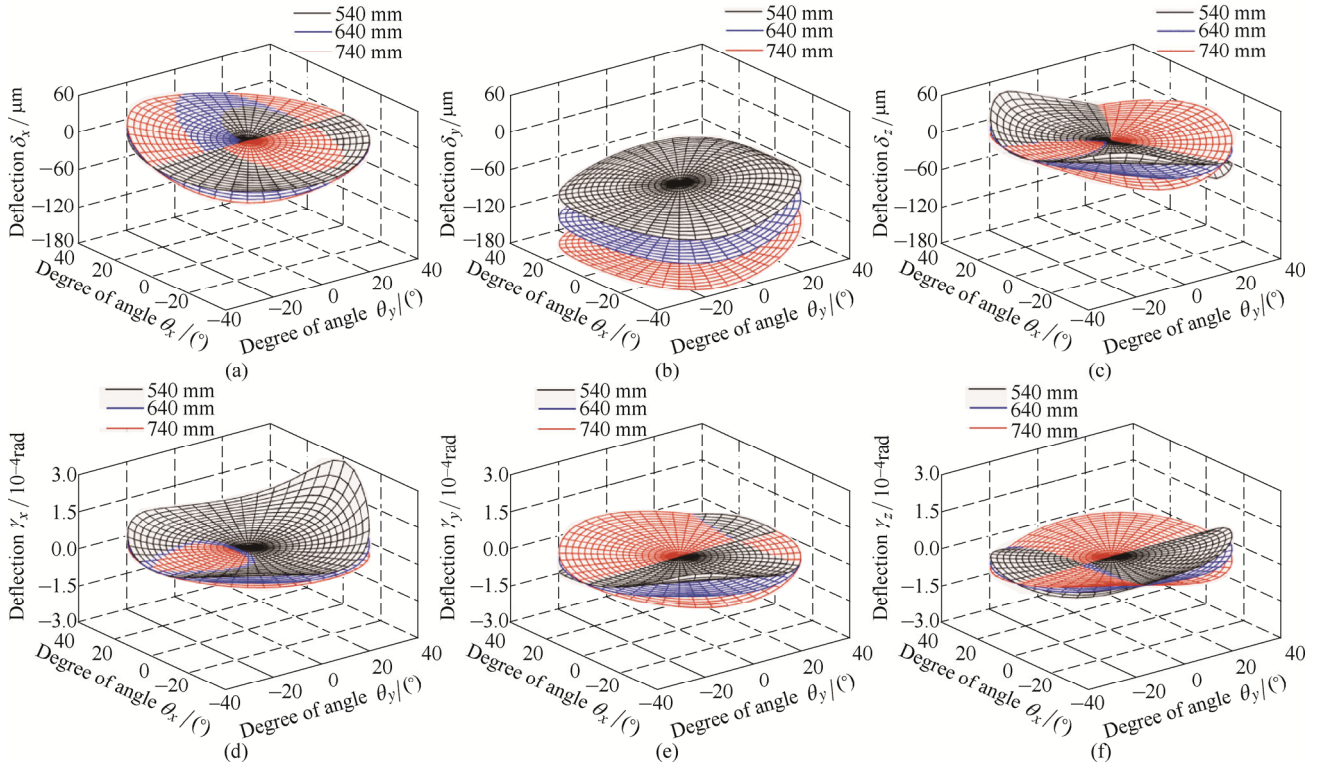 540 mm
640 mm
740 mm
Deflection δx / μm
60
0
−60
−120
−180
40
20
0
−20
−40
−20
0
20
40
Degree of angle θx /(°)
Degree of angle θy/(°)
(a)
540 mm
640 mm
740 mm
Deflection δy / μm
60
0
−60
−120
−180
40
20
0
−20
−40
−20
0
20
40
Degree of angle θx /(°)
Degree of angle θy/(°)
(b)
540 mm
640 mm
740 mm
Deflection δz / μm
60
0
−60
−120
−180
40
20
0
−20
−40
−20
0
20
40
Degree of angle θx /(°)
Degree of angle θy/(°)
(c)
540 mm
640 mm
740 mm
Deflection γx / 10⁻⁴rad
3.0
1.5
0.0
−1.5
−3.0
40
20
0
−20
−40
−20
0
20
40
Degree of angle θx /(°)
Degree of angle θy/(°)
(d)
540 mm
640 mm
740 mm
Deflection γy / 10⁻⁴rad
3.0
1.5
0.0
−1.5
−3.0
40
20
0
−20
−40
−20
0
20
40
Degree of angle θx /(°)
Degree of angle θy/(°)
(e)
540 mm
640 mm
740 mm
Deflection γz / 10⁻⁴rad
3.0
1.5
0.0
−1.5
−3.0
40
20
0
−20
−40
−20
0
20
40
Degree of angle θx /(°)
Degree of angle θy/(°)
(f)